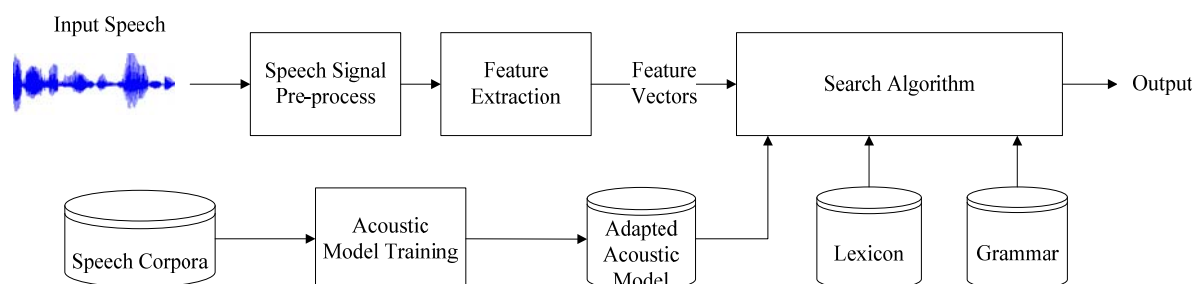 Input Speech
Speech Signal
Pre-process
Feature
Extraction
Feature
Vectors
Search Algorithm
Output
Speech Corpora
Acoustic
Model Training
Adapted
Acoustic
Model
Lexicon
Grammar